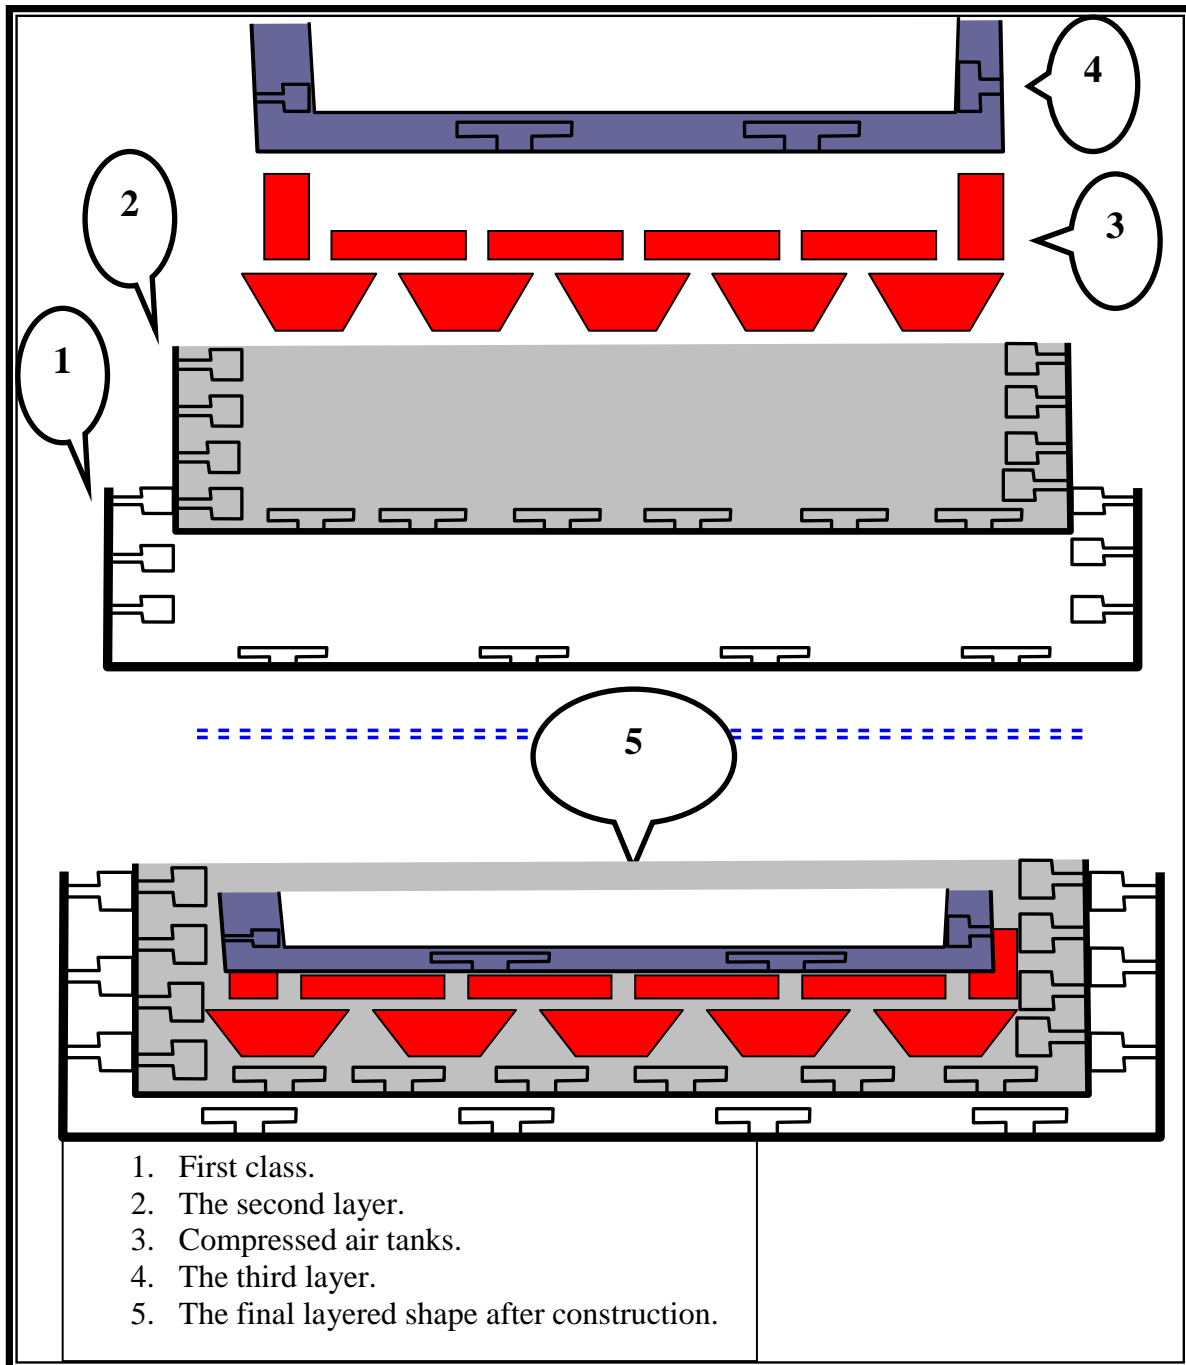 4
2
3
1
5
1. First class.
2. The second layer.
3. Compressed air tanks.
4. The third layer.
5. The final layered shape after construction.